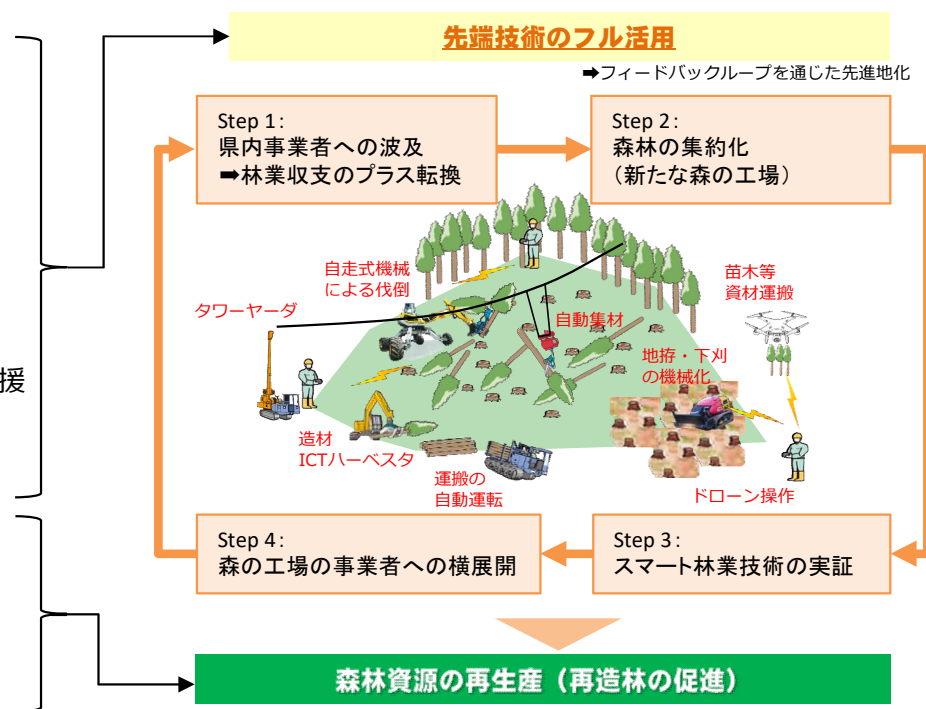 先端技術のフル活用
➡フィードバックループを通じた先進地化
Step 1：
県内事業者への波及
➡林業収支のプラス転換
Step 2：
森林の集約化
（新たな森の工場）
自走式機械
による伐倒
苗木等
資材運搬
タワーヤーダ
自動集材
地拵・下刈
の機械化
援
造材
ICTハーベスタ
運搬の
自動運転
ドローン操作
Step 4：
森の工場の事業者への横展開
Step 3：
スマート林業技術の実証
森林資源の再生産（再造林の促進）